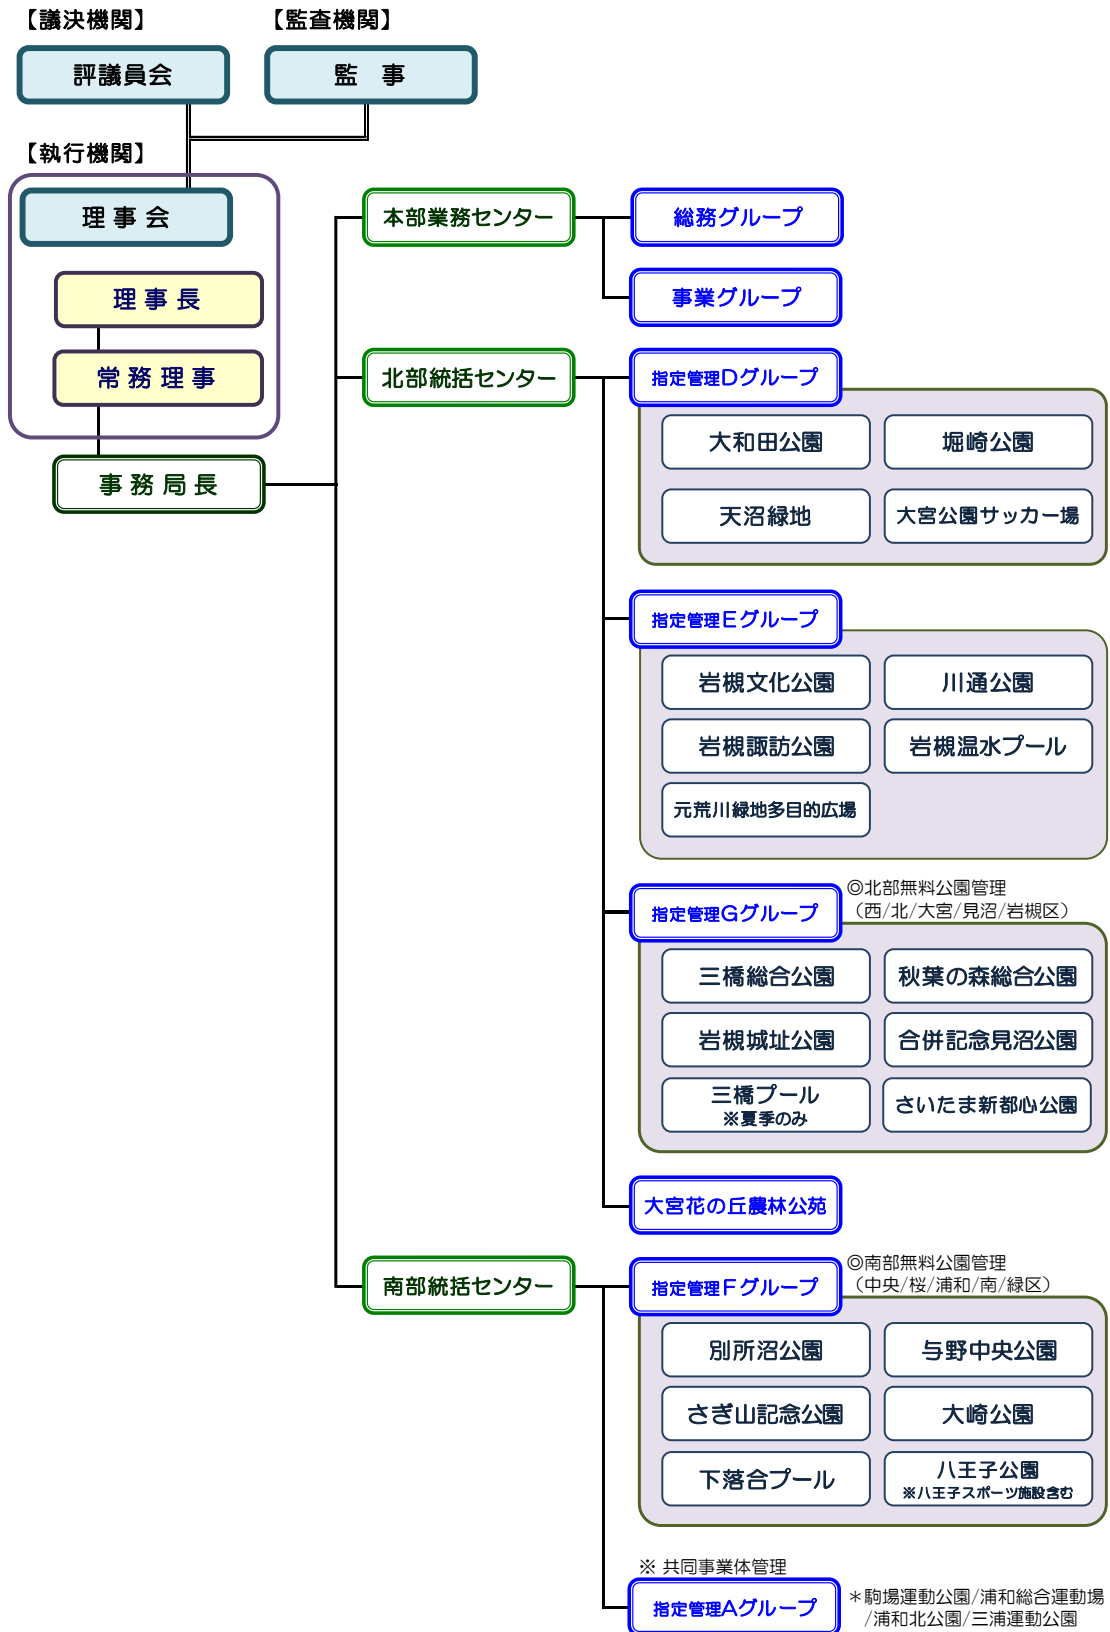 【議決機関】
【監査機関】
評議員会
監　事
【執行機関】
理 事 会
理 事 長
常 務 理 事
事 務 局 長
本部業務センター
総務グループ
事業グループ
北部統括センター
指定管理Dグループ
大和田公園
堀崎公園
天沼緑地
大宮公園サッカー場
指定管理Eグループ
岩槻文化公園
川通公園
岩槻諏訪公園
岩槻温水プール
元荒川緑地多目的広場
指定管理Gグループ
◎北部無料公園管理
（西/北/大宮/見沼/岩槻区）
三橋総合公園
秋葉の森総合公園
岩槻城址公園
合併記念見沼公園
三橋プール
※夏季のみ
さいたま新都心公園
大宮花の丘農林公苑
南部統括センター
指定管理Fグループ
◎南部無料公園管理
（中央/桜/浦和/南/緑区）
別所沼公園
与野中央公園
さぎ山記念公園
大崎公園
下落合プール
八王子公園
※八王子スポーツ施設含む
※ 共同事業体管理
指定管理Aグループ
＊駒場運動公園/浦和総合運動場
/浦和北公園/三浦運動公園